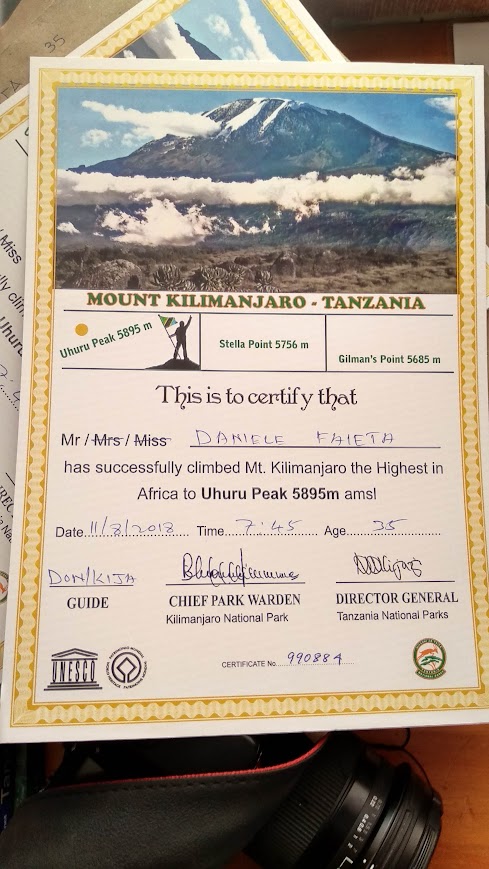 MOUNT KILIMANJARO - TANZANIA
Uhuru Peak 5895 m
Stella Point 5756 m
Gilman's Point 5685 m
This is to certify that
Mr / Mrs / Miss DANIELE FAIETA
has successfully climbed Mt. Kilimanjaro the Highest in
Africa to Uhuru Peak 5895m amsl
Date 11/8/2018 Time 7:45 Age 35
DON/KIJA
GUIDE
CHIEF PARK WARDEN
Kilimanjaro National Park
DIRECTOR GENERAL
Tanzania National Parks
UNESCO
CERTIFICATE No. 990884
35
/ Miss